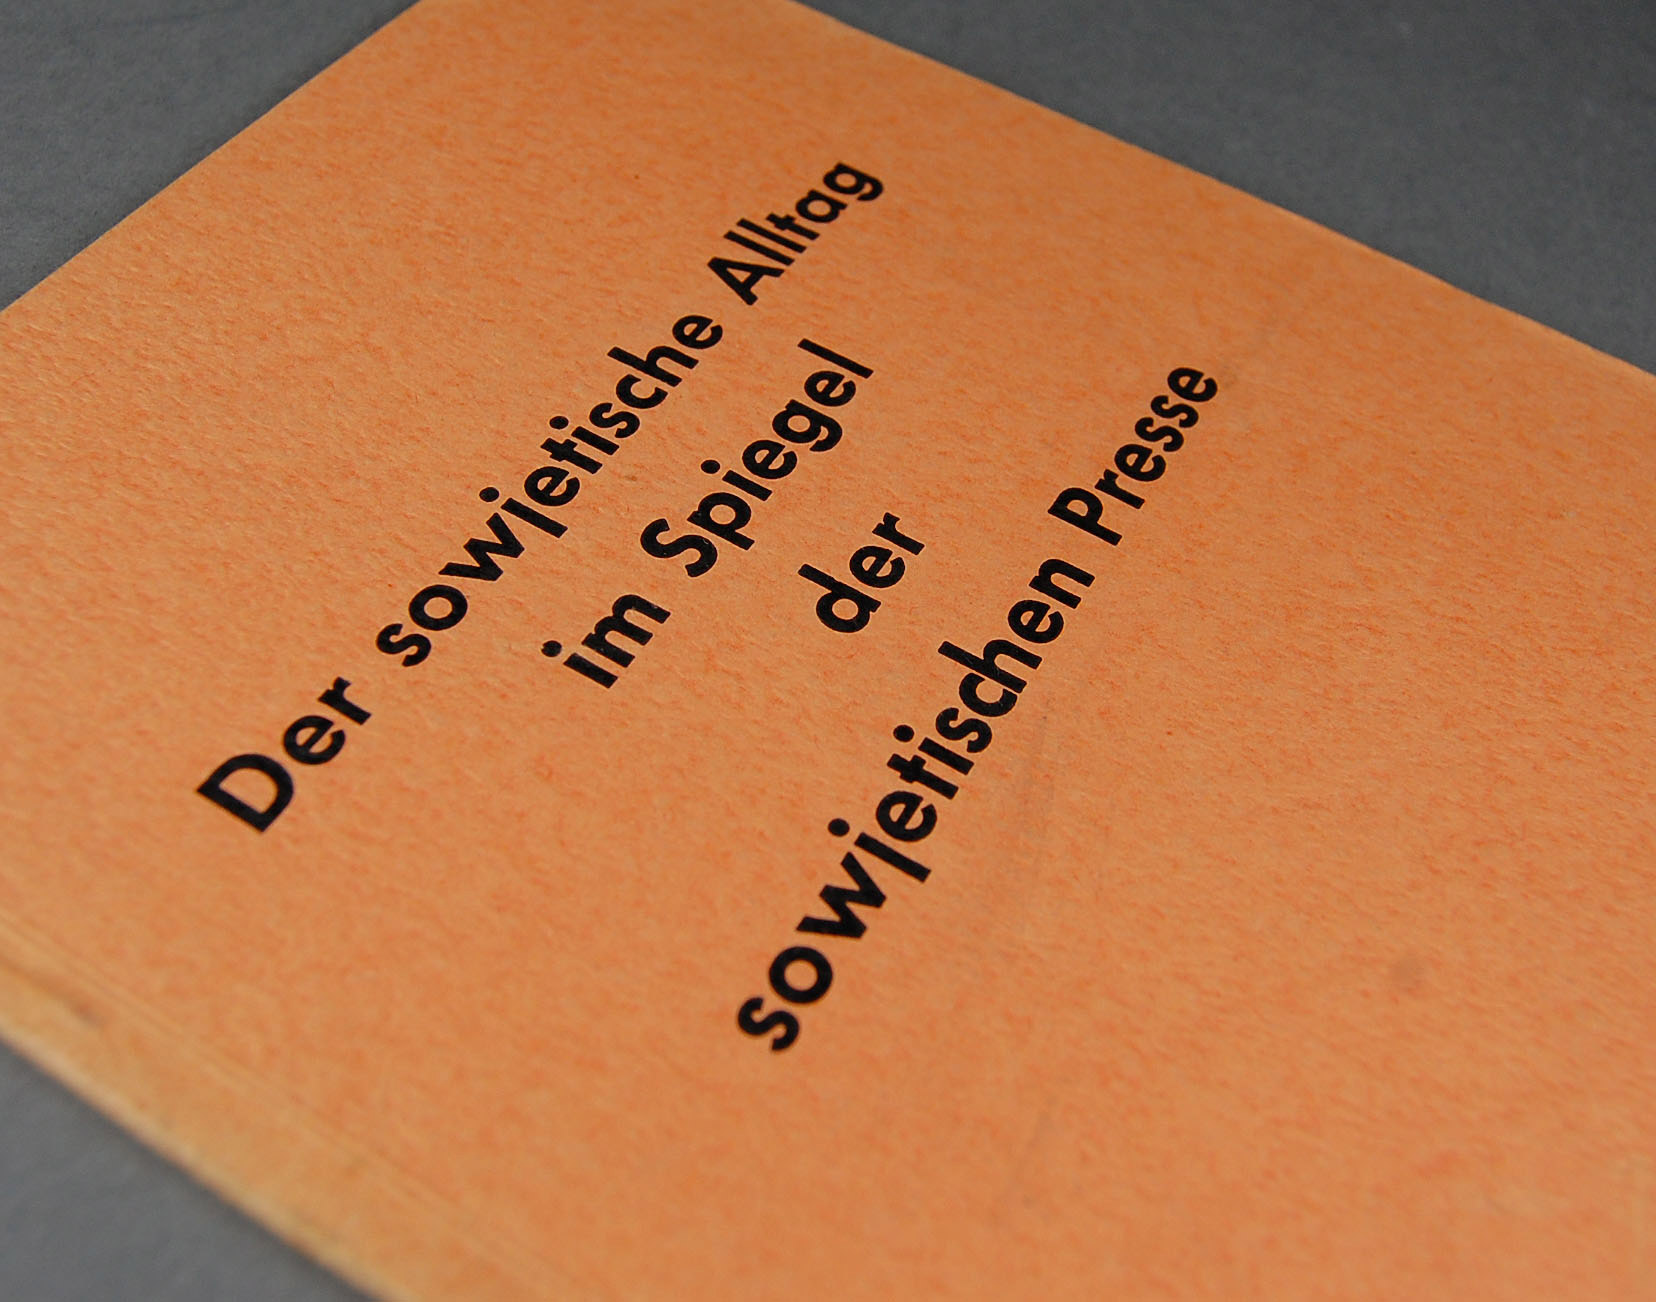 Der sowjetische Alltag
im Spiegel
der
sowjetischen Presse